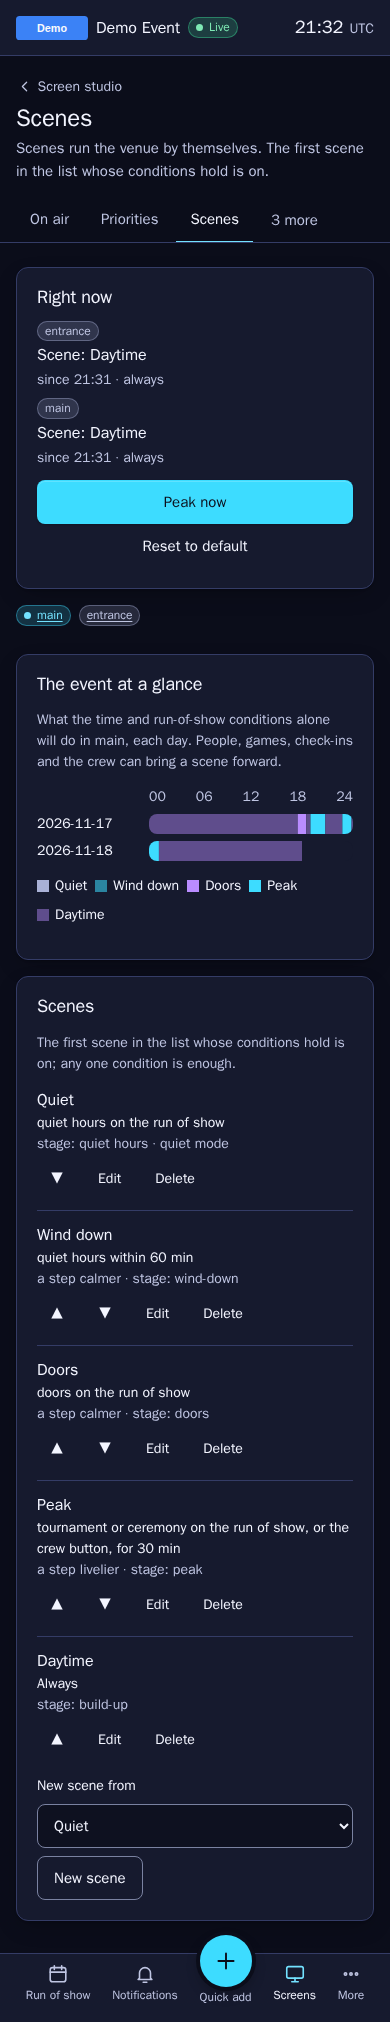 Demo
Demo Event
Live
21:32 UTC
Screen studio
Scenes
Scenes run the venue by themselves. The first scene
in the list whose conditions hold is on.
On air
Priorities
Scenes
3 more
Right now
entrance
Scene: Daytime
since 21:31 · always
main
Scene: Daytime
since 21:31 · always
Peak now
Reset to default
main
entrance
The event at a glance
What the time and run-of-show conditions alone
will do in main, each day. People, games, check-ins
and the crew can bring a scene forward.
00 06 12 18 24
2026-11-17
2026-11-18
Quiet
Wind down
Doors
Peak
Daytime
Scenes
The first scene in the list whose conditions hold is
on; any one condition is enough.
Quiet
quiet hours on the run of show
stage: quiet hours · quiet mode
▼ Edit Delete
Wind down
quiet hours within 60 min
a step calmer · stage: wind-down
▲ ▼ Edit Delete
Doors
doors on the run of show
a step calmer · stage: doors
▲ ▼ Edit Delete
Peak
tournament or ceremony on the run of show, or the
crew button, for 30 min
a step livelier · stage: peak
▲ ▼ Edit Delete
Daytime
Always
stage: build-up
▲ Edit Delete
New scene from
Quiet
New scene
Run of show
Notifications
Quick add
Screens
More